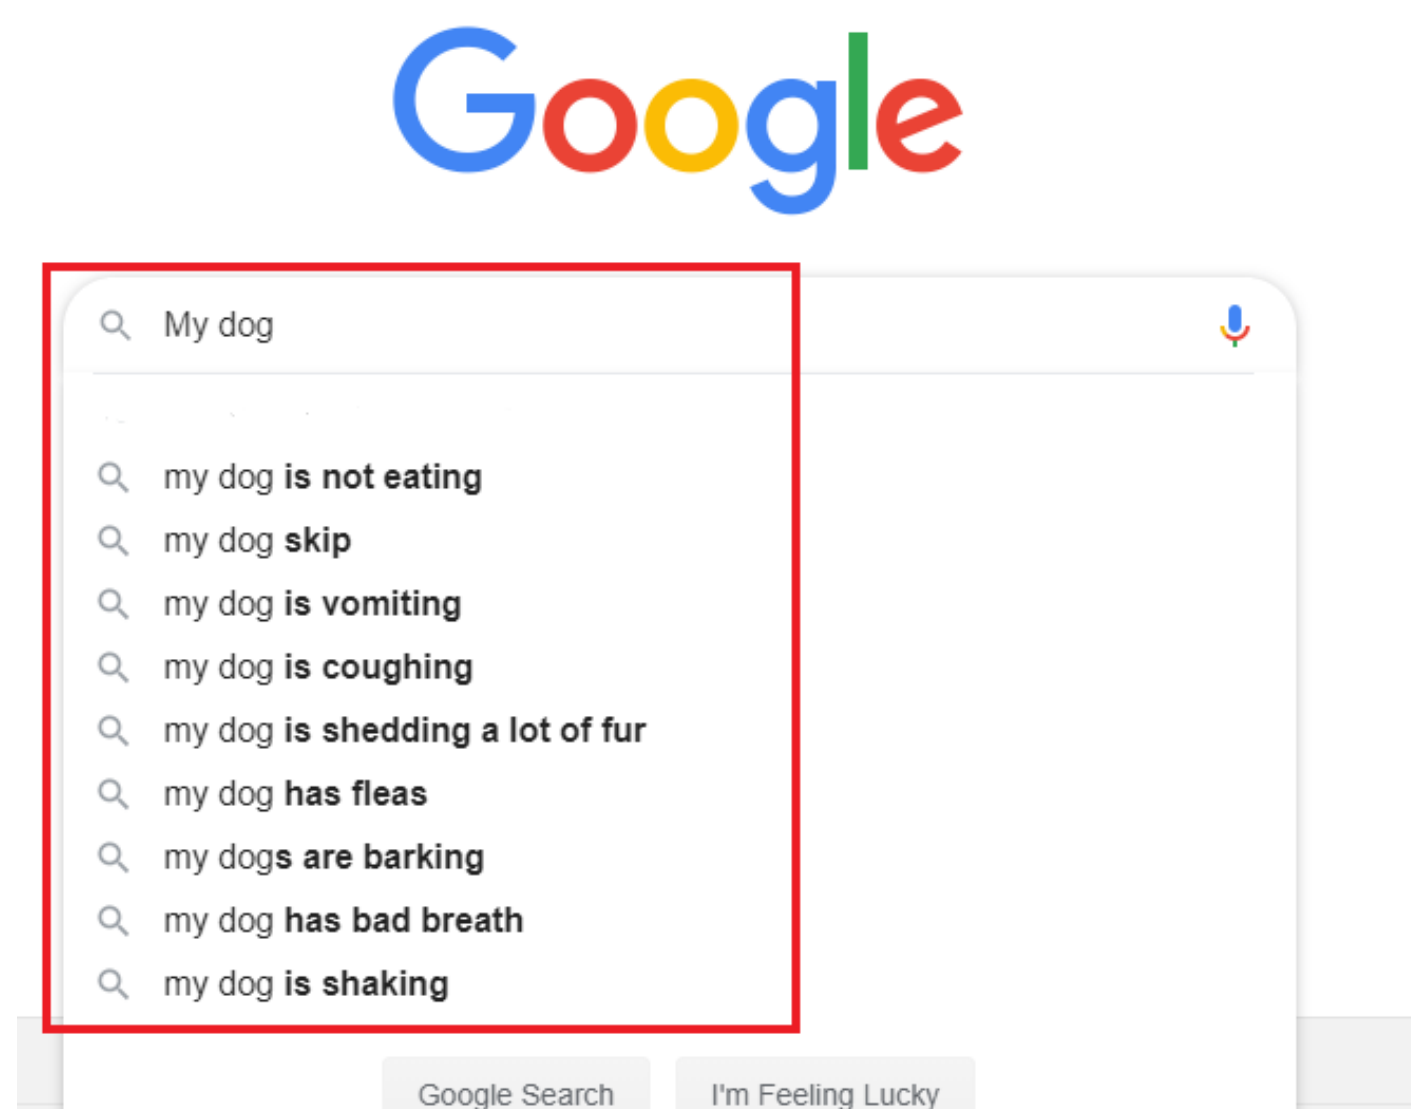 Google
My dog
my dog is not eating
my dog skip
my dog is vomiting
my dog is coughing
my dog is shedding a lot of fur
my dog has fleas
my dogs are barking
my dog has bad breath
my dog is shaking
Google Search
I'm Feeling Lucky